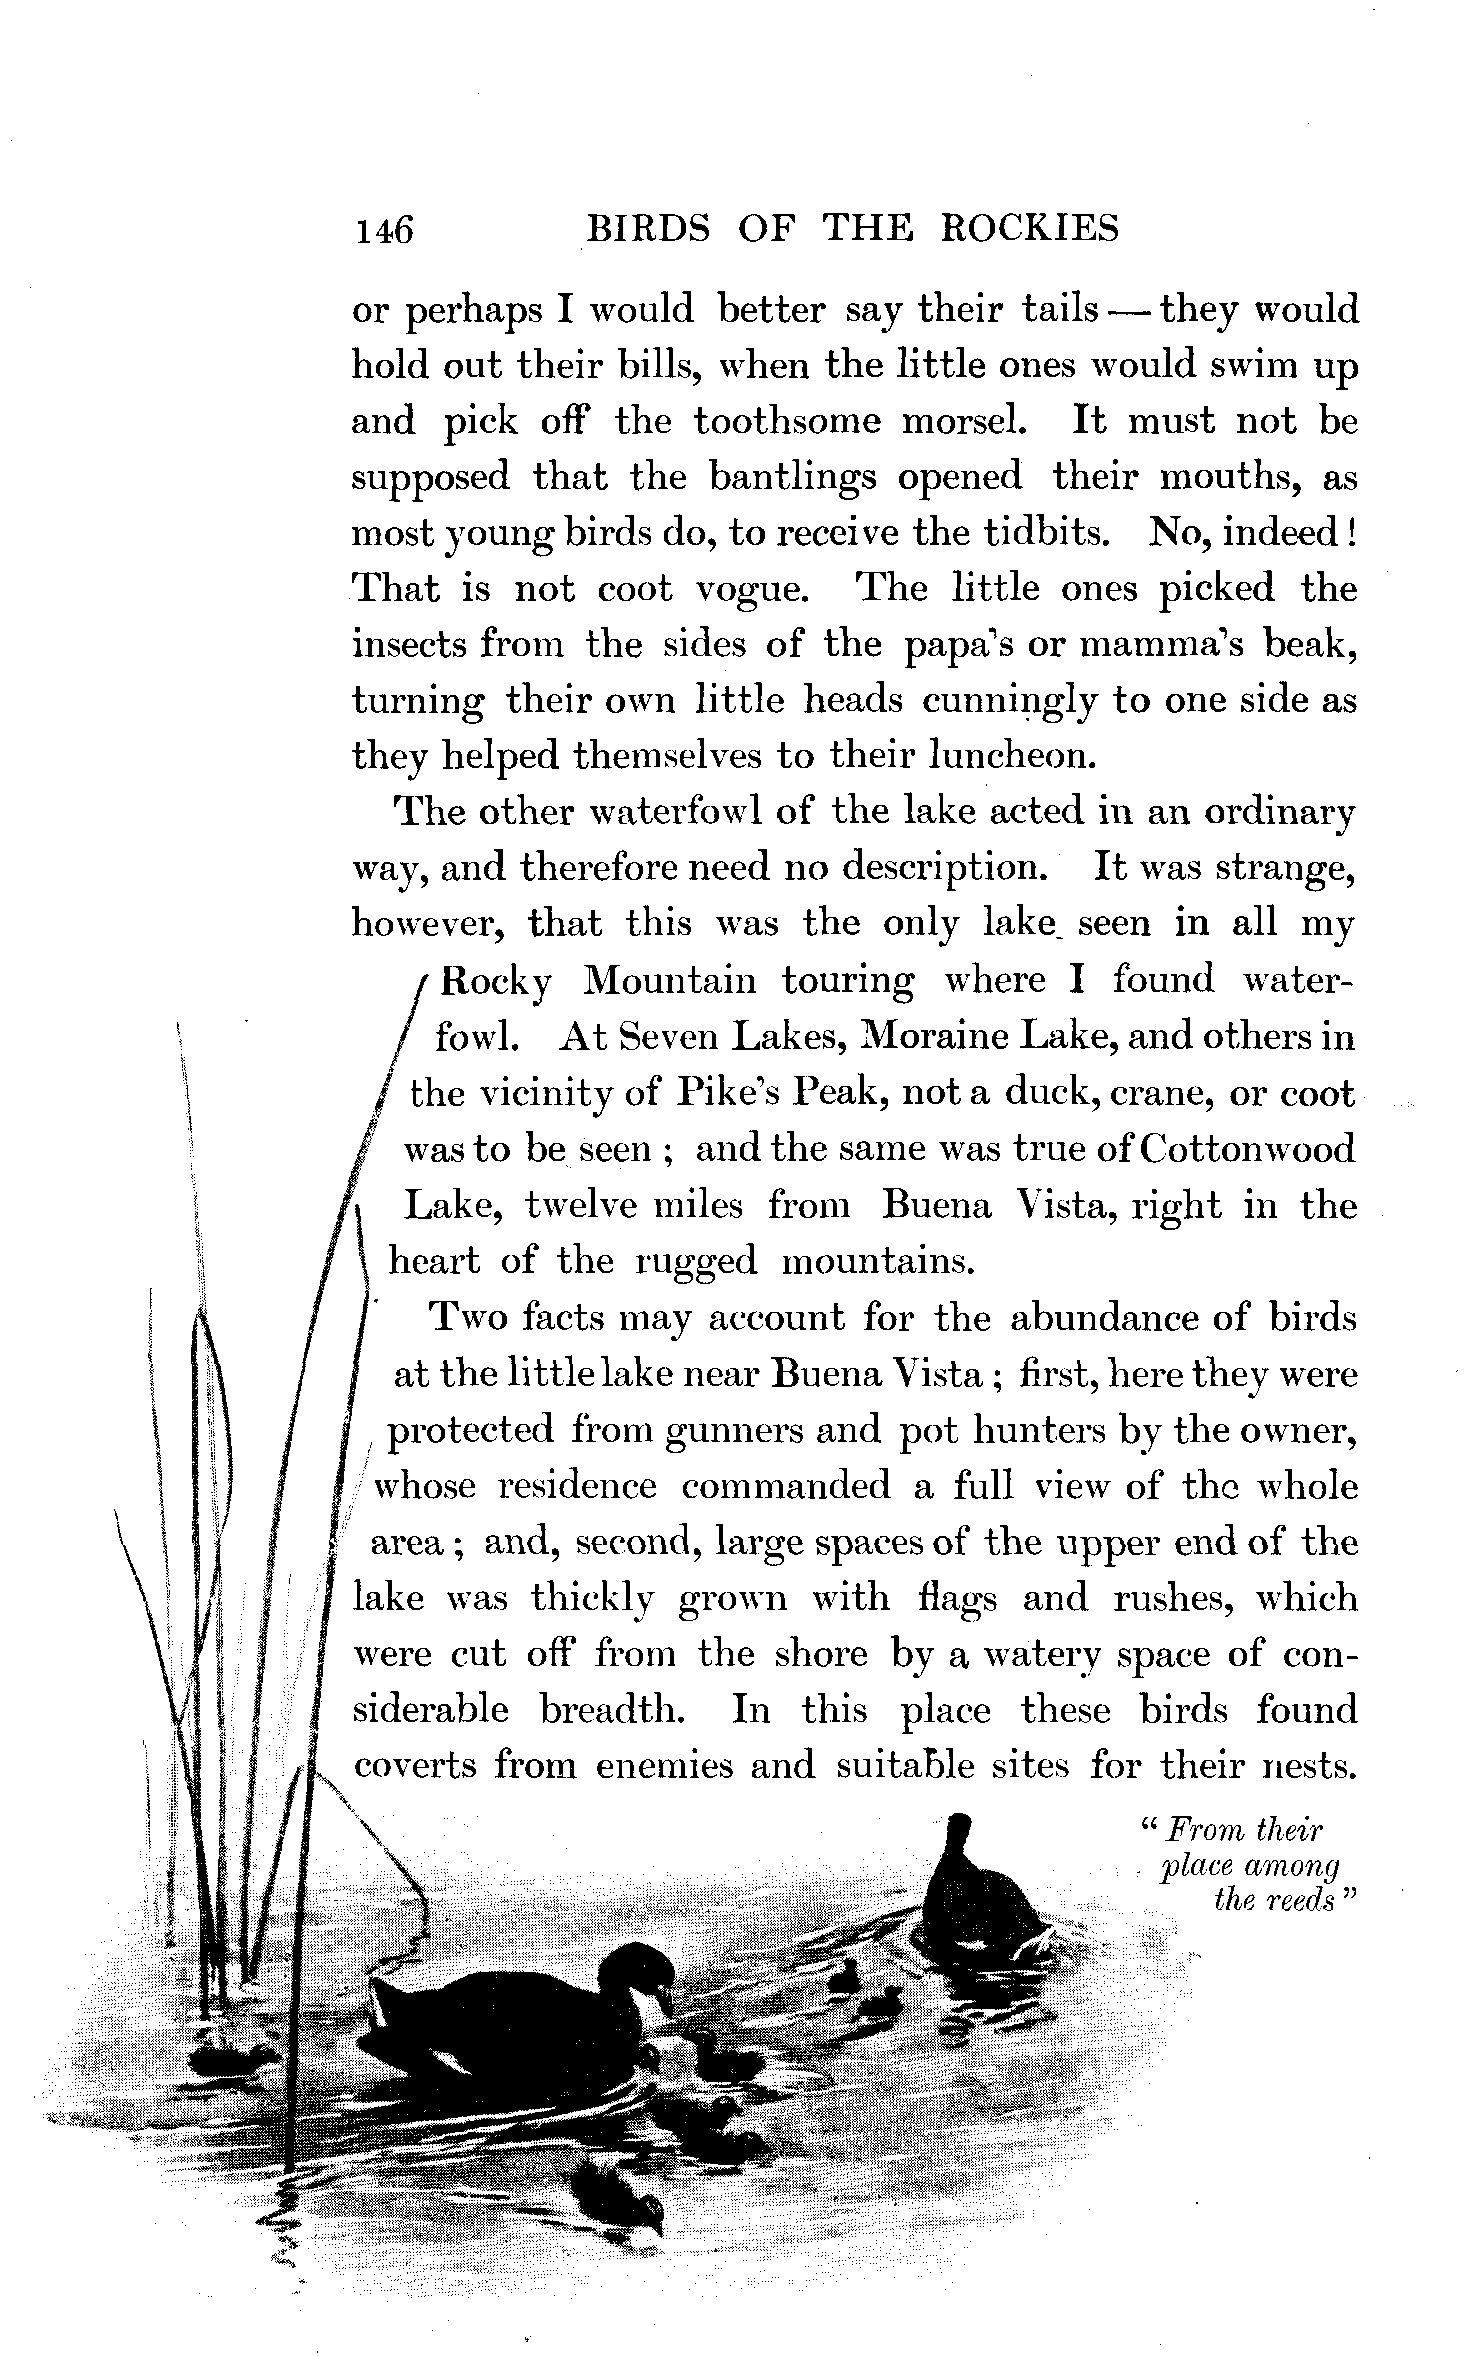 146 BIRDS OF THE ROCKIES
or perhaps I would better say their tails — they would
hold out their bills, when the little ones would swim up
and pick off the toothsome morsel. It must not be
supposed that the bantlings opened their mouths, as
most young birds do, to receive the tidbits. No, indeed!
That is not coot vogue. The little ones picked the
insects from the sides of the papa's or mamma's beak,
turning their own little heads cunningly to one side as
they helped themselves to their luncheon.
The other waterfowl of the lake acted in an ordinary
way, and therefore need no description. It was strange,
however, that this was the only lake seen in all my
Rocky Mountain touring where I found water-
fowl. At Seven Lakes, Moraine Lake, and others in
the vicinity of Pike's Peak, not a duck, crane, or coot
was to be seen; and the same was true of Cottonwood
Lake, twelve miles from Buena Vista, right in the
heart of the rugged mountains.
Two facts may account for the abundance of birds
at the little lake near Buena Vista; first, here they were
protected from gunners and pot hunters by the owner,
whose residence commanded a full view of the whole
area; and, second, large spaces of the upper end of the
lake was thickly grown with flags and rushes, which
were cut off from the shore by a watery space of con-
siderable breadth. In this place these birds found
coverts from enemies and suitable sites for their nests.
"From their
place among
the reeds"